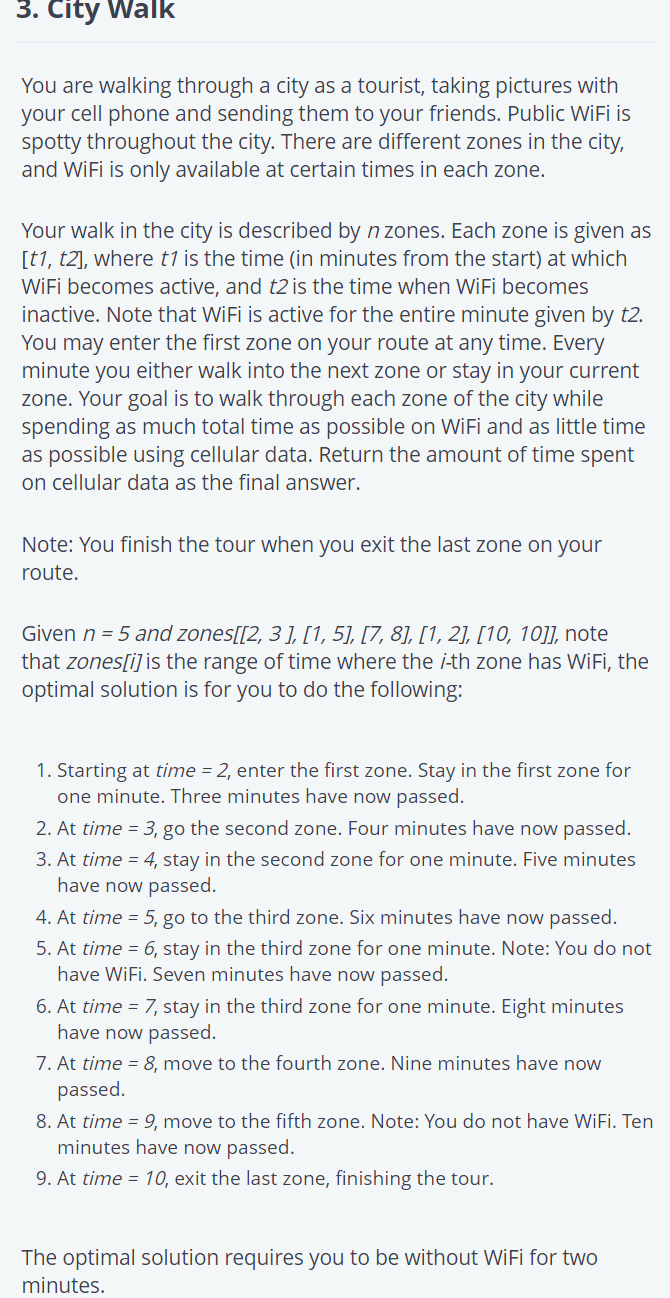 3. City Walk
You are walking through a city as a tourist, taking pictures with
your cell phone and sending them to your friends. Public WiFi is
spotty throughout the city. There are different zones in the city,
and WiFi is only available at certain times in each zone.
Your walk in the city is described by n zones. Each zone is given as
[t1, t2], where t1 is the time (in minutes from the start) at which
WiFi becomes active, and t2 is the time when WiFi becomes
inactive. Note that WiFi is active for the entire minute given by t2.
You may enter the first zone on your route at any time. Every
minute you either walk into the next zone or stay in your current
zone. Your goal is to walk through each zone of the city while
spending as much total time as possible on WiFi and as little time
as possible using cellular data. Return the amount of time spent
on cellular data as the final answer.
Note: You finish the tour when you exit the last zone on your
route.
Given n = 5 and zones[[2, 3 ], [1, 5], [7, 8], [1, 2], [10, 10]], note
that zones[i] is the range of time where the i-th zone has WiFi, the
optimal solution is for you to do the following:
1. Starting at time = 2, enter the first zone. Stay in the first zone for
one minute. Three minutes have now passed.
2. At time = 3, go the second zone. Four minutes have now passed.
3. At time = 4, stay in the second zone for one minute. Five minutes
have now passed.
4. At time = 5, go to the third zone. Six minutes have now passed.
5. At time = 6, stay in the third zone for one minute. Note: You do not
have WiFi. Seven minutes have now passed.
6. At time = 7, stay in the third zone for one minute. Eight minutes
have now passed.
7. At time = 8, move to the fourth zone. Nine minutes have now
passed.
8. At time = 9, move to the fifth zone. Note: You do not have WiFi. Ten
minutes have now passed.
9. At time = 10, exit the last zone, finishing the tour.
The optimal solution requires you to be without WiFi for two
minutes.